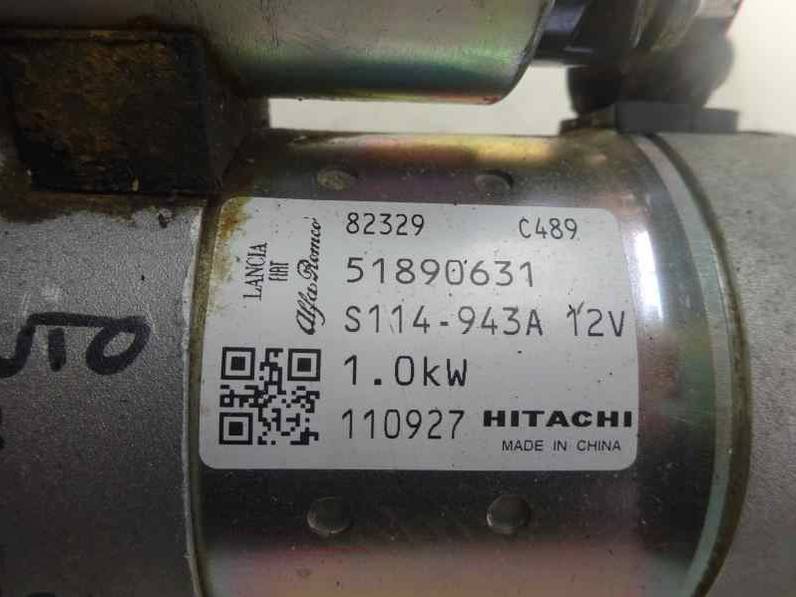 82329 C489
LANCIA
FIAT
Alfa Romeo
51890631
S114-943A 12V
1.0kW
110927 HITACHI
MADE IN CHINA